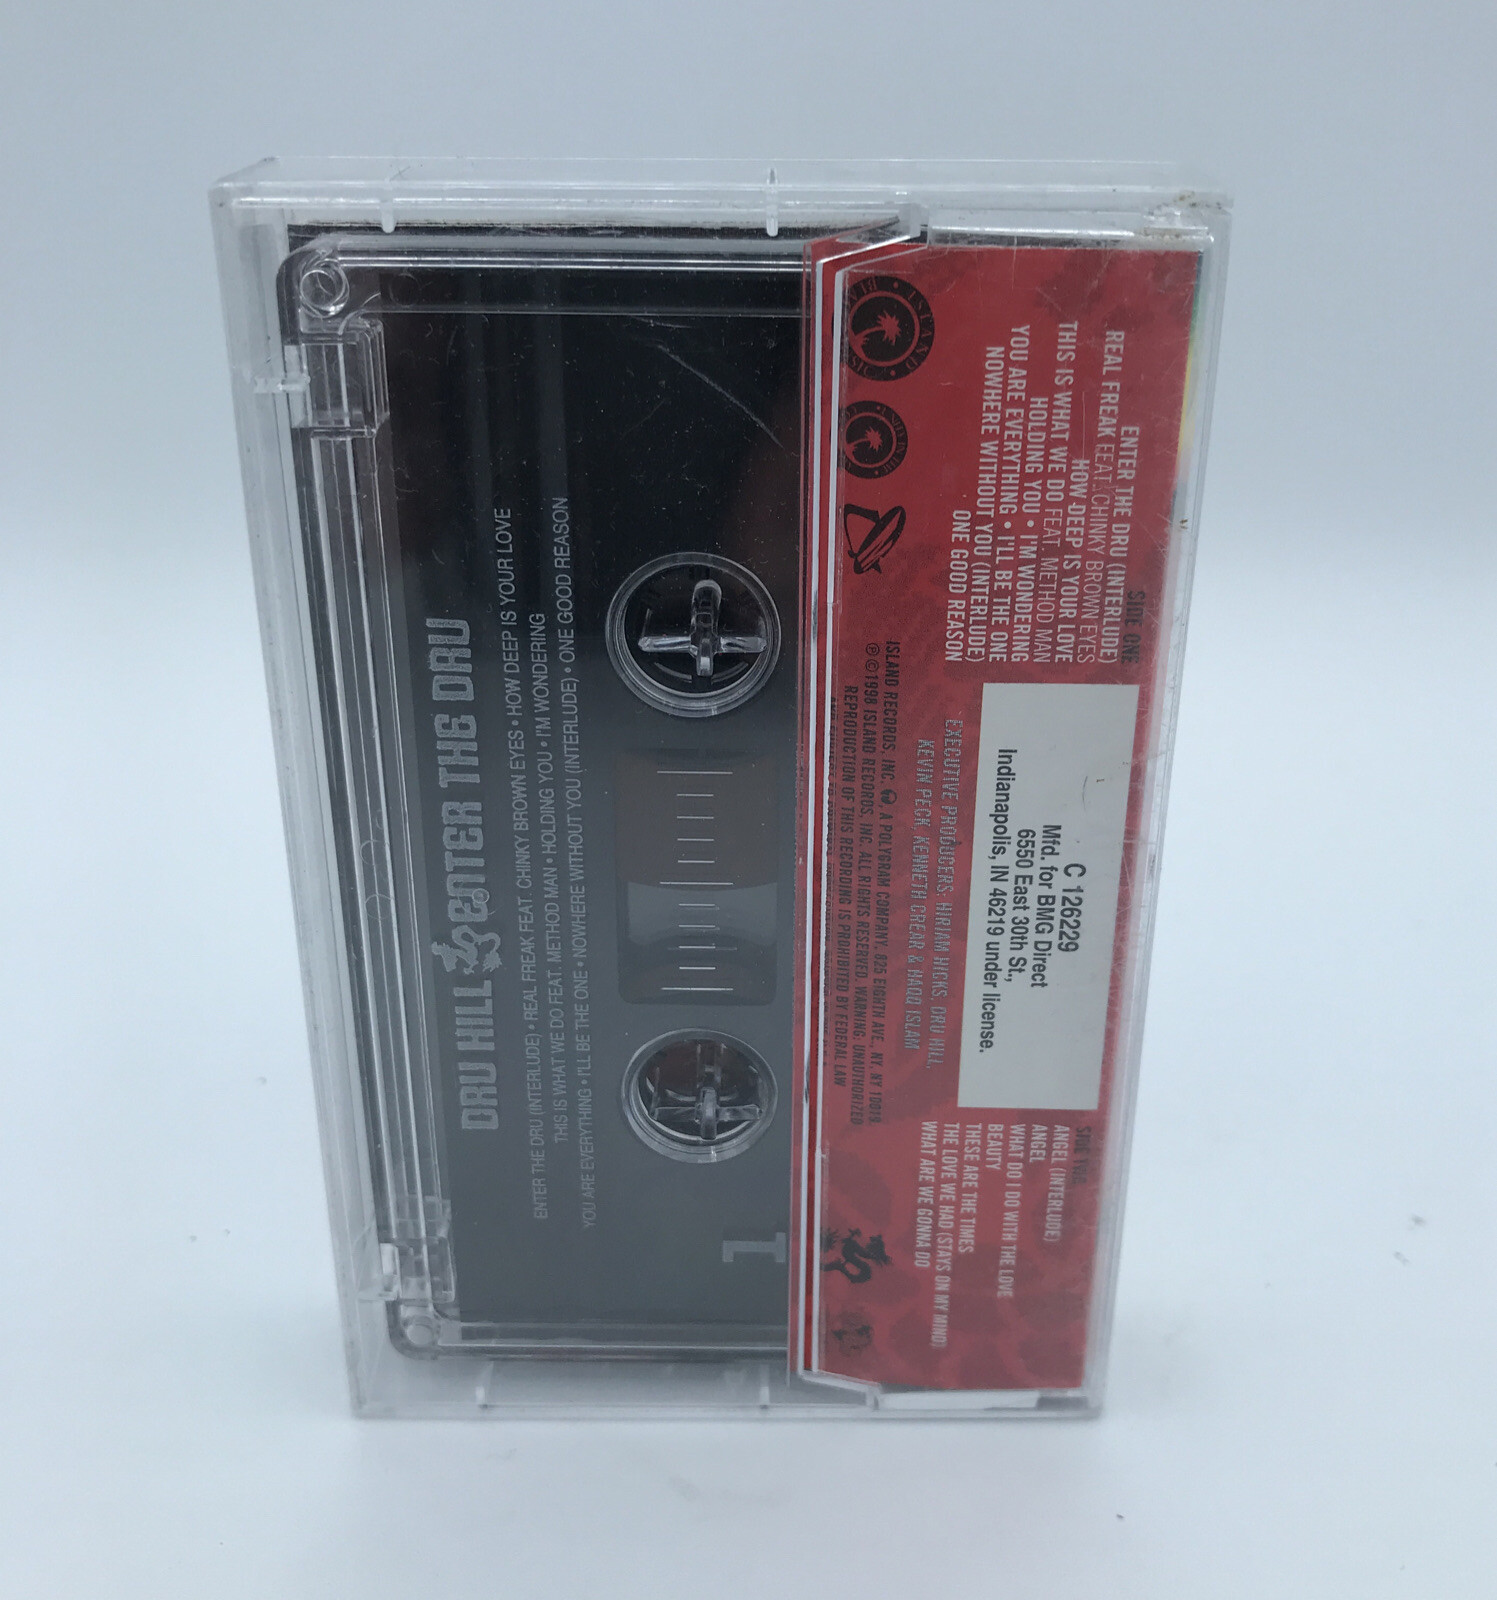 DRU HILL ENTER THE DRU
ENTER THE DRU (INTERLUDE) • REAL FREAK FEAT. CHINKY BROWN EYES • HOW DEEP IS YOUR LOVE
THIS IS WHAT WE DO FEAT. METHOD MAN • HOLDING YOU • I'M WONDERING
YOU ARE EVERYTHING • I'LL BE THE ONE • NOWHERE WITHOUT YOU (INTERLUDE) • ONE GOOD REASON
1
SIDE ONE
ENTER THE DRU (INTERLUDE)
REAL FREAK FEAT. CHINKY BROWN EYES
HOW DEEP IS YOUR LOVE
THIS IS WHAT WE DO FEAT. METHOD MAN
HOLDING YOU • I'M WONDERING
YOU ARE EVERYTHING • I'LL BE THE ONE
NOWHERE WITHOUT YOU (INTERLUDE)
ONE GOOD REASON
C 126229
Mfd. for BMG Direct
6550 East 30th St.,
Indianapolis, IN 46219 under license.
SIDE TWO
ANGEL (INTERLUDE)
ANGEL
WHAT DO I DO WITH THE LOVE
BEAUTY
THESE ARE THE TIMES
THE LOVE WE HAD (STAYS ON MY MIND)
WHAT ARE WE GONNA DO
EXECUTIVE PRODUCERS: HIRIAM HICKS, DRU HILL,
KEVIN PECK, KENNETH CREAR & HAQQ ISLAM
ISLAND RECORDS, INC., A POLYGRAM COMPANY, 825 EIGHTH AVE., NY, NY 10019
℗ ©1998 ISLAND RECORDS, INC. ALL RIGHTS RESERVED. WARNING: UNAUTHORIZED
REPRODUCTION OF THIS RECORDING IS PROHIBITED BY FEDERAL LAW
ISLAND